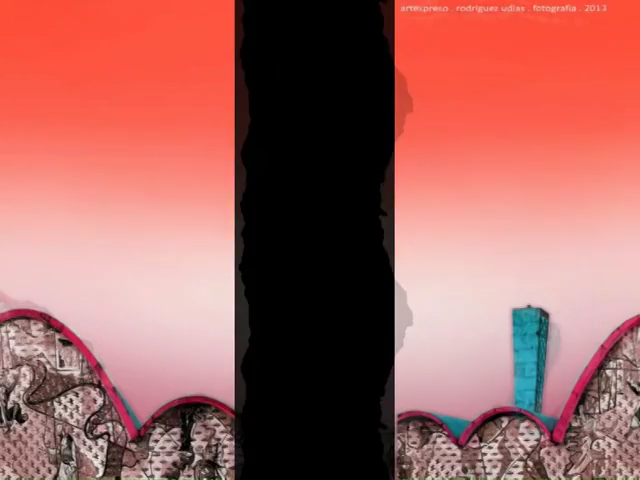 artespreso . rodriguez udias . fotografia . 2013